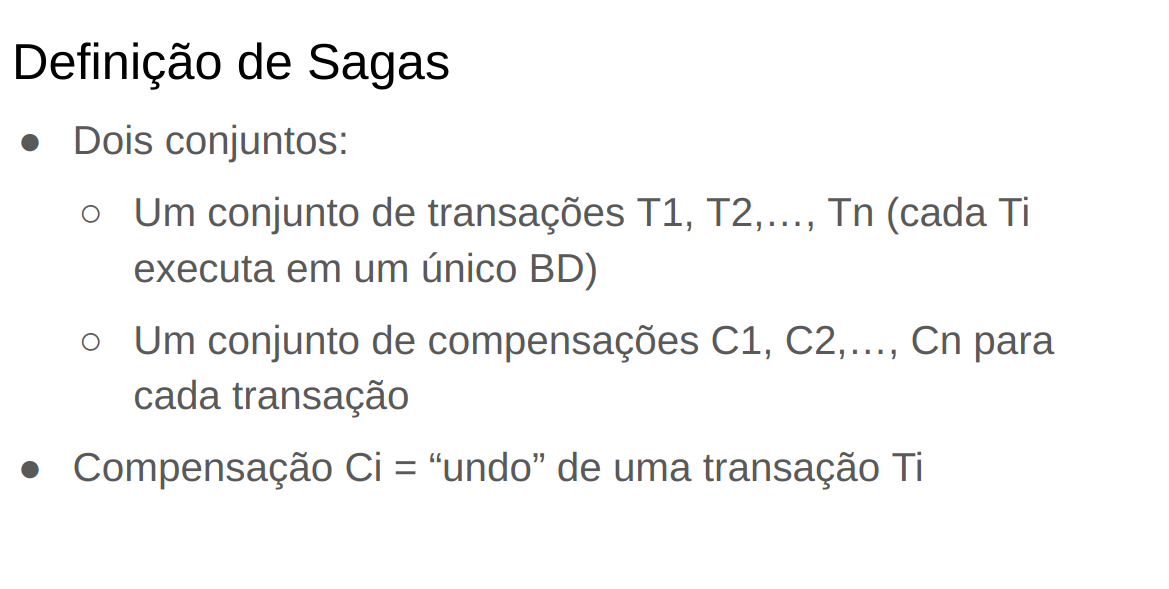 Definição de Sagas
● Dois conjuntos:
○ Um conjunto de transações T1, T2,…, Tn (cada Ti
executa em um único BD)
○ Um conjunto de compensações C1, C2,…, Cn para
cada transação
● Compensação Ci = “undo” de uma transação Ti